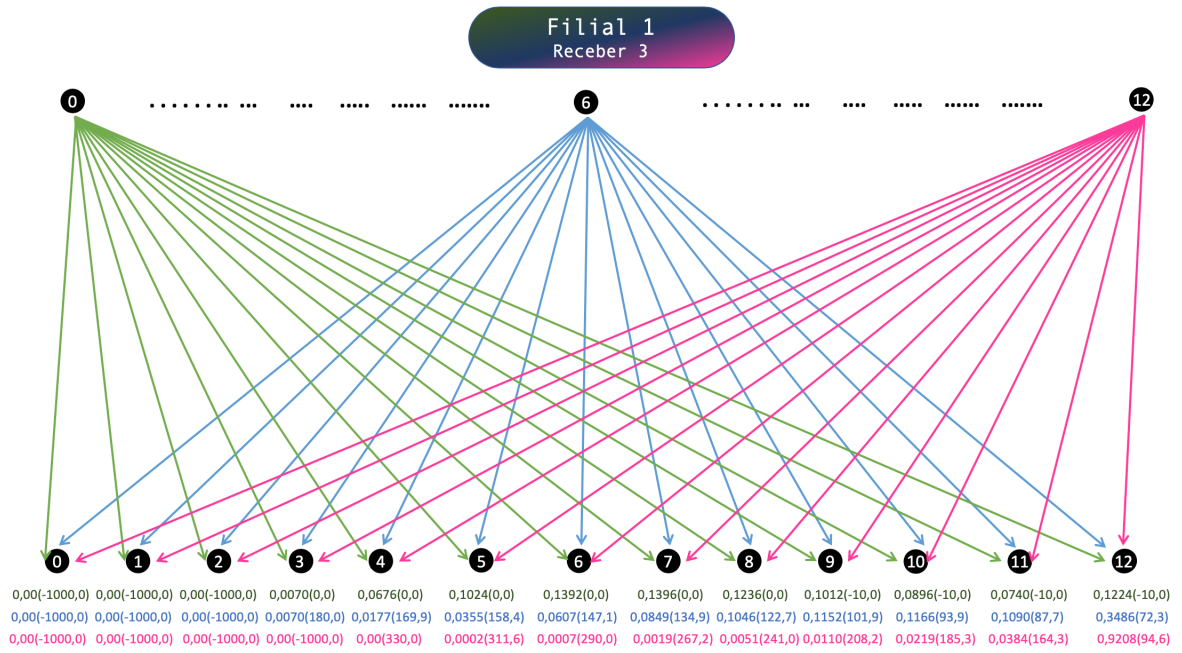 Filial 1
Receber 3
0 6 12
0 1 2 3 4 5 6 7 8 9 10 11 12
0,00(-1000,0) 0,00(-1000,0) 0,00(-1000,0) 0,0070(0,0) 0,0676(0,0) 0,1024(0,0) 0,1392(0,0) 0,1396(0,0) 0,1236(0,0) 0,1012(-10,0) 0,0896(-10,0) 0,0740(-10,0) 0,1224(-10,0)
0,00(-1000,0) 0,00(-1000,0) 0,00(-1000,0) 0,0070(180,0) 0,0177(169,9) 0,0355(158,4) 0,0607(147,1) 0,0849(134,9) 0,1046(122,7) 0,1152(101,9) 0,1166(93,9) 0,1090(87,7) 0,3486(72,3)
0,00(-1000,0) 0,00(-1000,0) 0,00(-1000,0) 0,00(-1000,0) 0,00(330,0) 0,0002(311,6) 0,0007(290,0) 0,0019(267,2) 0,0051(241,0) 0,0110(208,2) 0,0219(185,3) 0,0384(164,3) 0,9208(94,6)